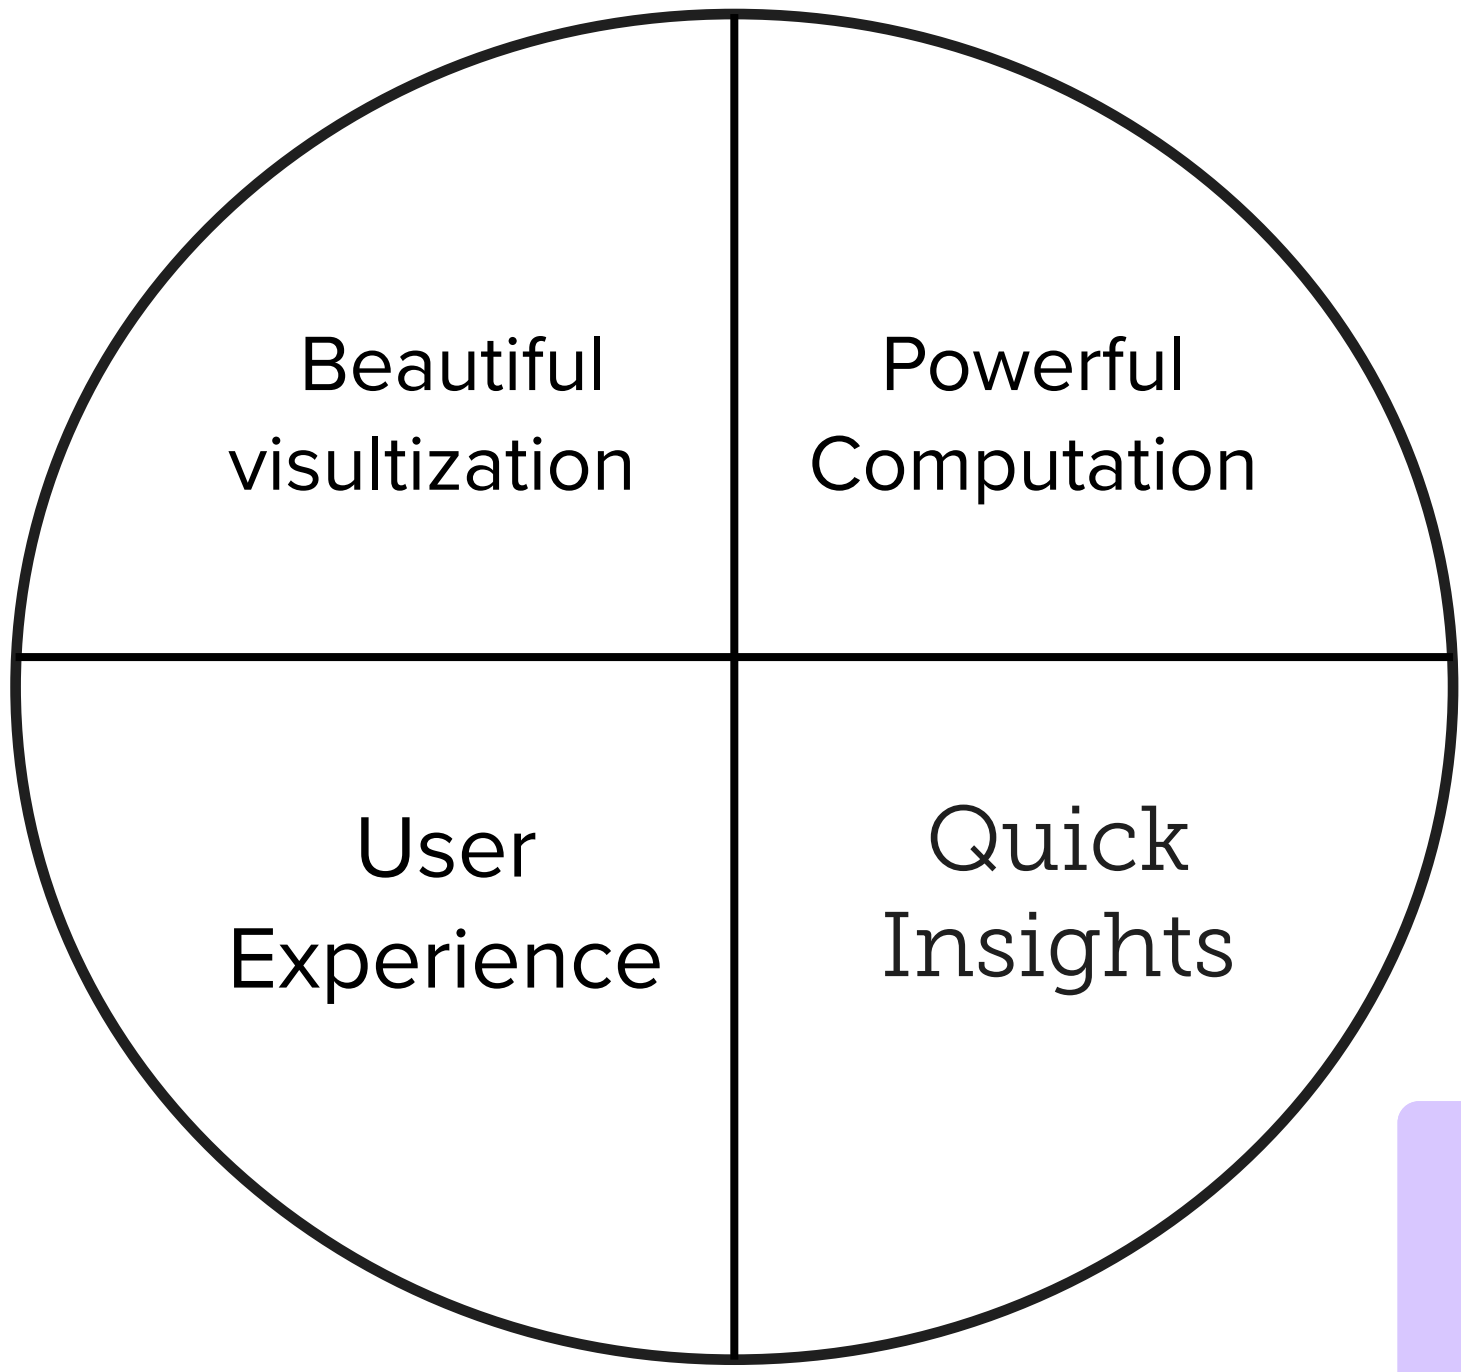 Beautiful
visultization
Powerful
Computation
User
Experience
Quick
Insights